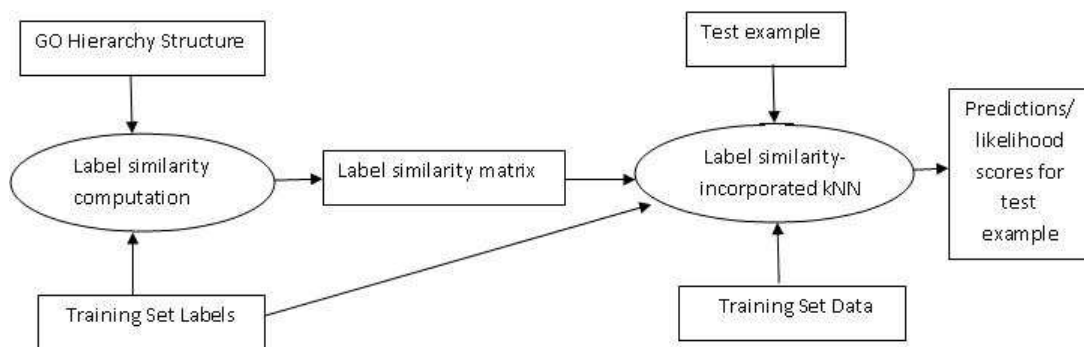 GO Hierarchy Structure
Test example
Label similarity
computation
Label similarity matrix
Label similarity-
incorporated kNN
Predictions/
likelihood
scores for
test
example
Training Set Labels
Training Set Data